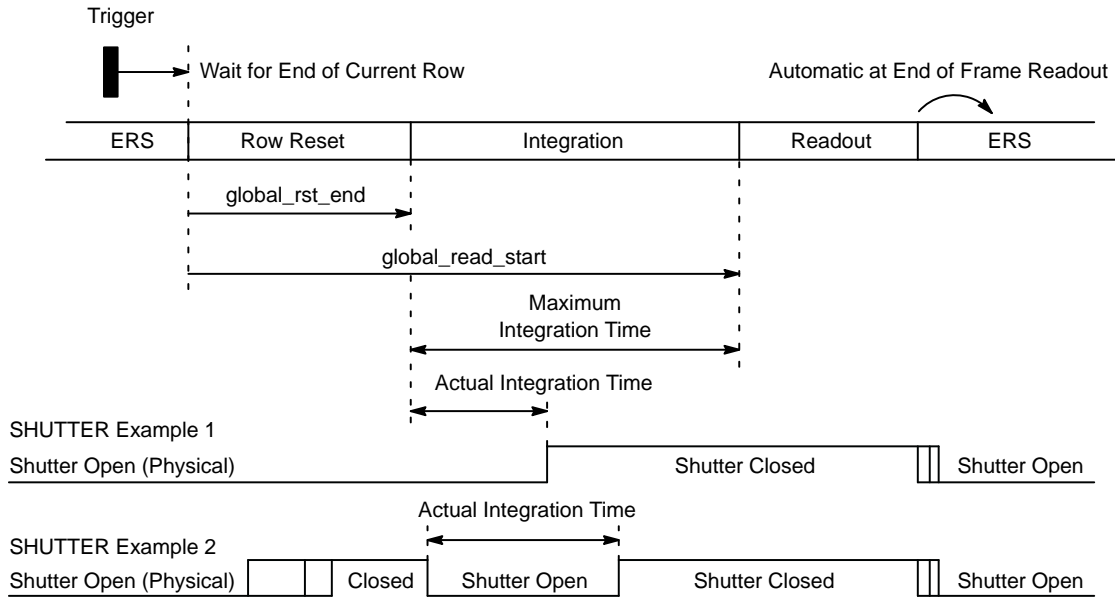 Trigger
Wait for End of Current Row
Automatic at End of Frame Readout
ERS
Row Reset
Integration
Readout
ERS
global_rst_end
global_read_start
Maximum
Integration Time
Actual Integration Time
SHUTTER Example 1
Shutter Open (Physical)
Shutter Closed
Shutter Open
Actual Integration Time
SHUTTER Example 2
Shutter Open (Physical)
Closed
Shutter Open
Shutter Closed
Shutter Open